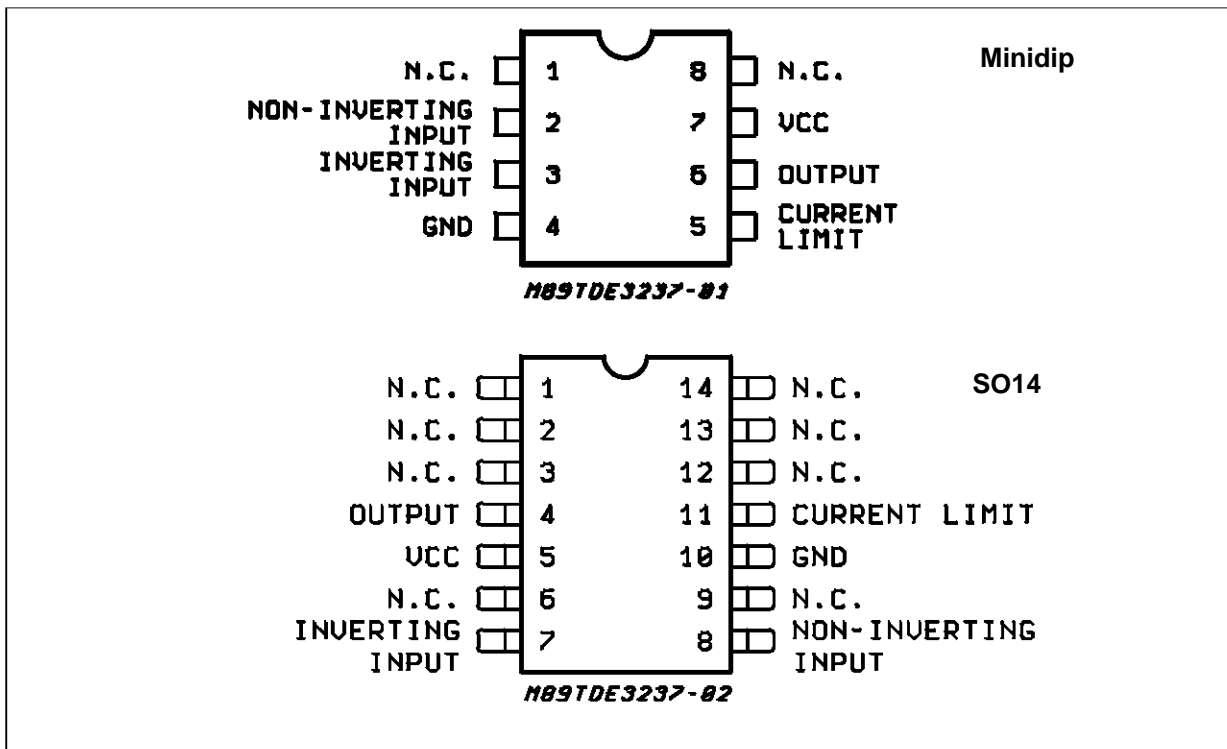 Minidip
N.C. 1 8 N.C.
NON-INVERTING
INPUT 2 7 VCC
INVERTING
INPUT 3 6 OUTPUT
GND 4 5 CURRENT
LIMIT
M89TDE3237-01
SO14
N.C. 1 14 N.C.
N.C. 2 13 N.C.
N.C. 3 12 N.C.
OUTPUT 4 11 CURRENT LIMIT
VCC 5 10 GND
N.C. 6 9 N.C.
INVERTING
INPUT 7 8 NON-INVERTING
INPUT
M89TDE3237-02